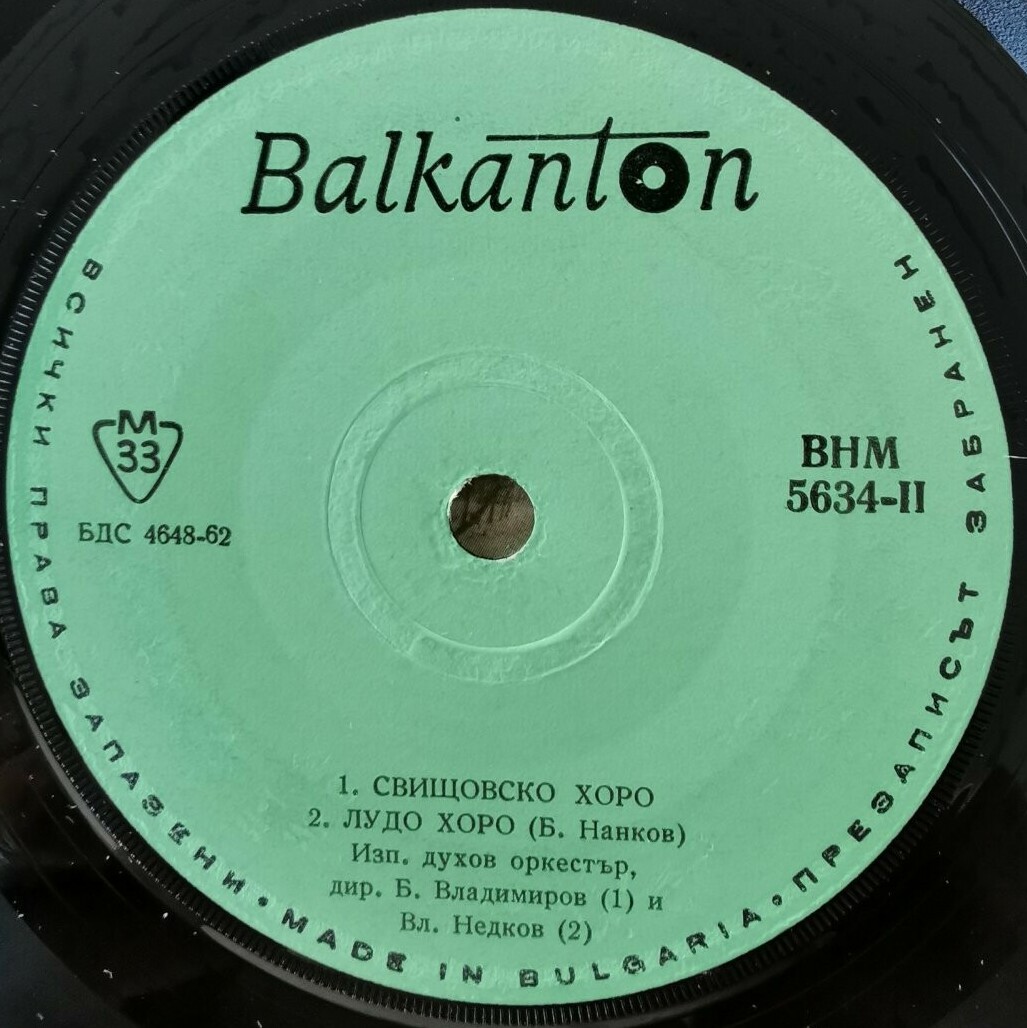 Balkanton
ВСИЧКИ ПРАВА ЗАПАЗЕНИ • MADE IN BULGARIA • ПРЕЗАПИСЪТ ЗАБРАНЕН
М
33
БДС 4648-62
ВНМ
5634-II
1. СВИЩОВСКО ХОРО
2. ЛУДО ХОРО (Б. Нанков)
Изп. духов оркестър,
дир. Б. Владимиров (1) и
Вл. Недков (2)